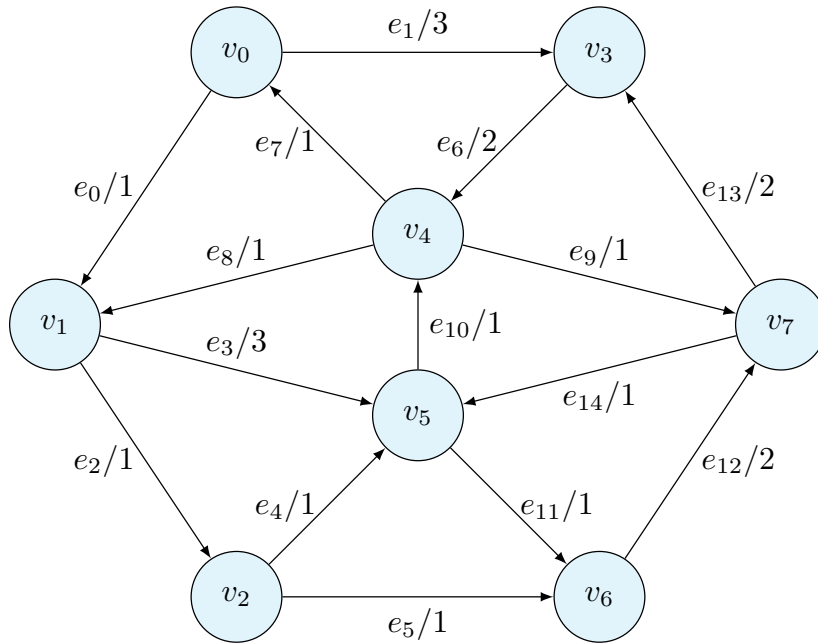 e₁/3
v₀
v₃
e₇/1
e₆/2
e₀/1
e₁₃/2
v₄
e₈/1
e₉/1
v₁
v₇
e₃/3
e₁₀/1
e₁₄/1
v₅
e₂/1
e₁₂/2
e₄/1
e₁₁/1
v₂
v₆
e₅/1